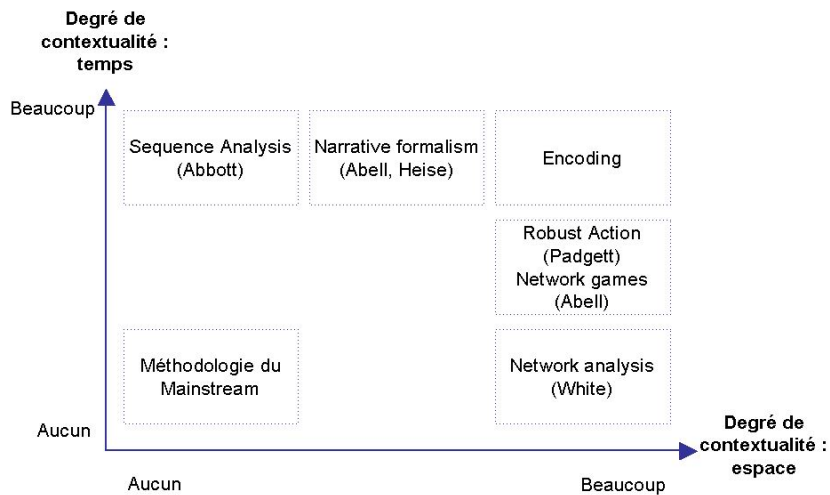 Degré de
contextualité :
temps
Beaucoup
Sequence Analysis
(Abbott)
Narrative formalism
(Abell, Heise)
Encoding
Robust Action
(Padgett)
Network games
(Abell)
Méthodologie du
Mainstream
Network analysis
(White)
Aucun
Degré de
contextualité :
espace
Aucun
Beaucoup